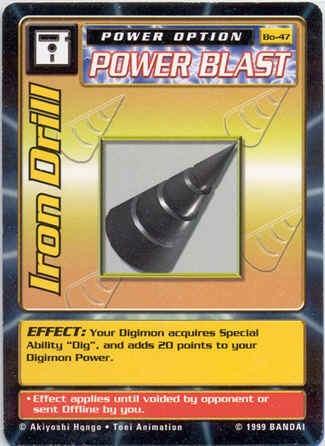 POWER OPTION
Bo-47
POWER BLAST
Iron Drill
EFFECT: Your Digimon acquires Special
Ability "Dig", and adds 20 points to your
Digimon Power.
• Effect applies until voided by opponent or
sent Offline by you.
© Akiyoshi Hongo • Toei Animation
© 1999 BANDAI